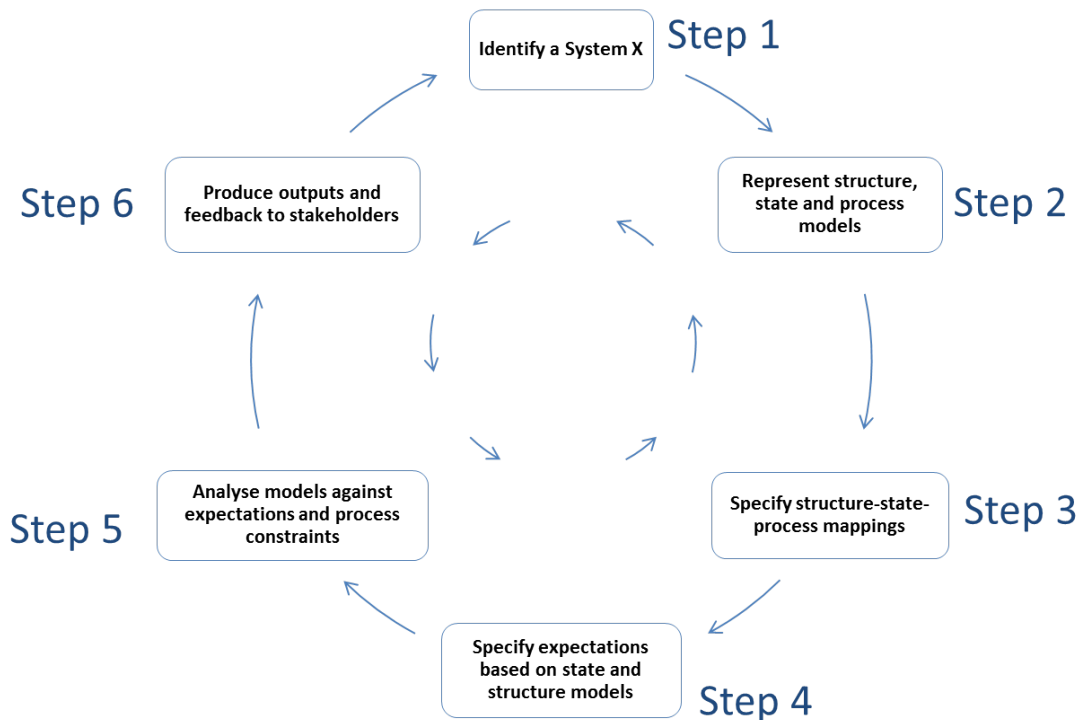 Identify a System X
Step 1
Represent structure,
state and process
models
Step 2
Specify structure-state-
process mappings
Step 3
Specify expectations
based on state and
structure models
Step 4
Analyse models against
expectations and process
constraints
Step 5
Produce outputs and
feedback to stakeholders
Step 6